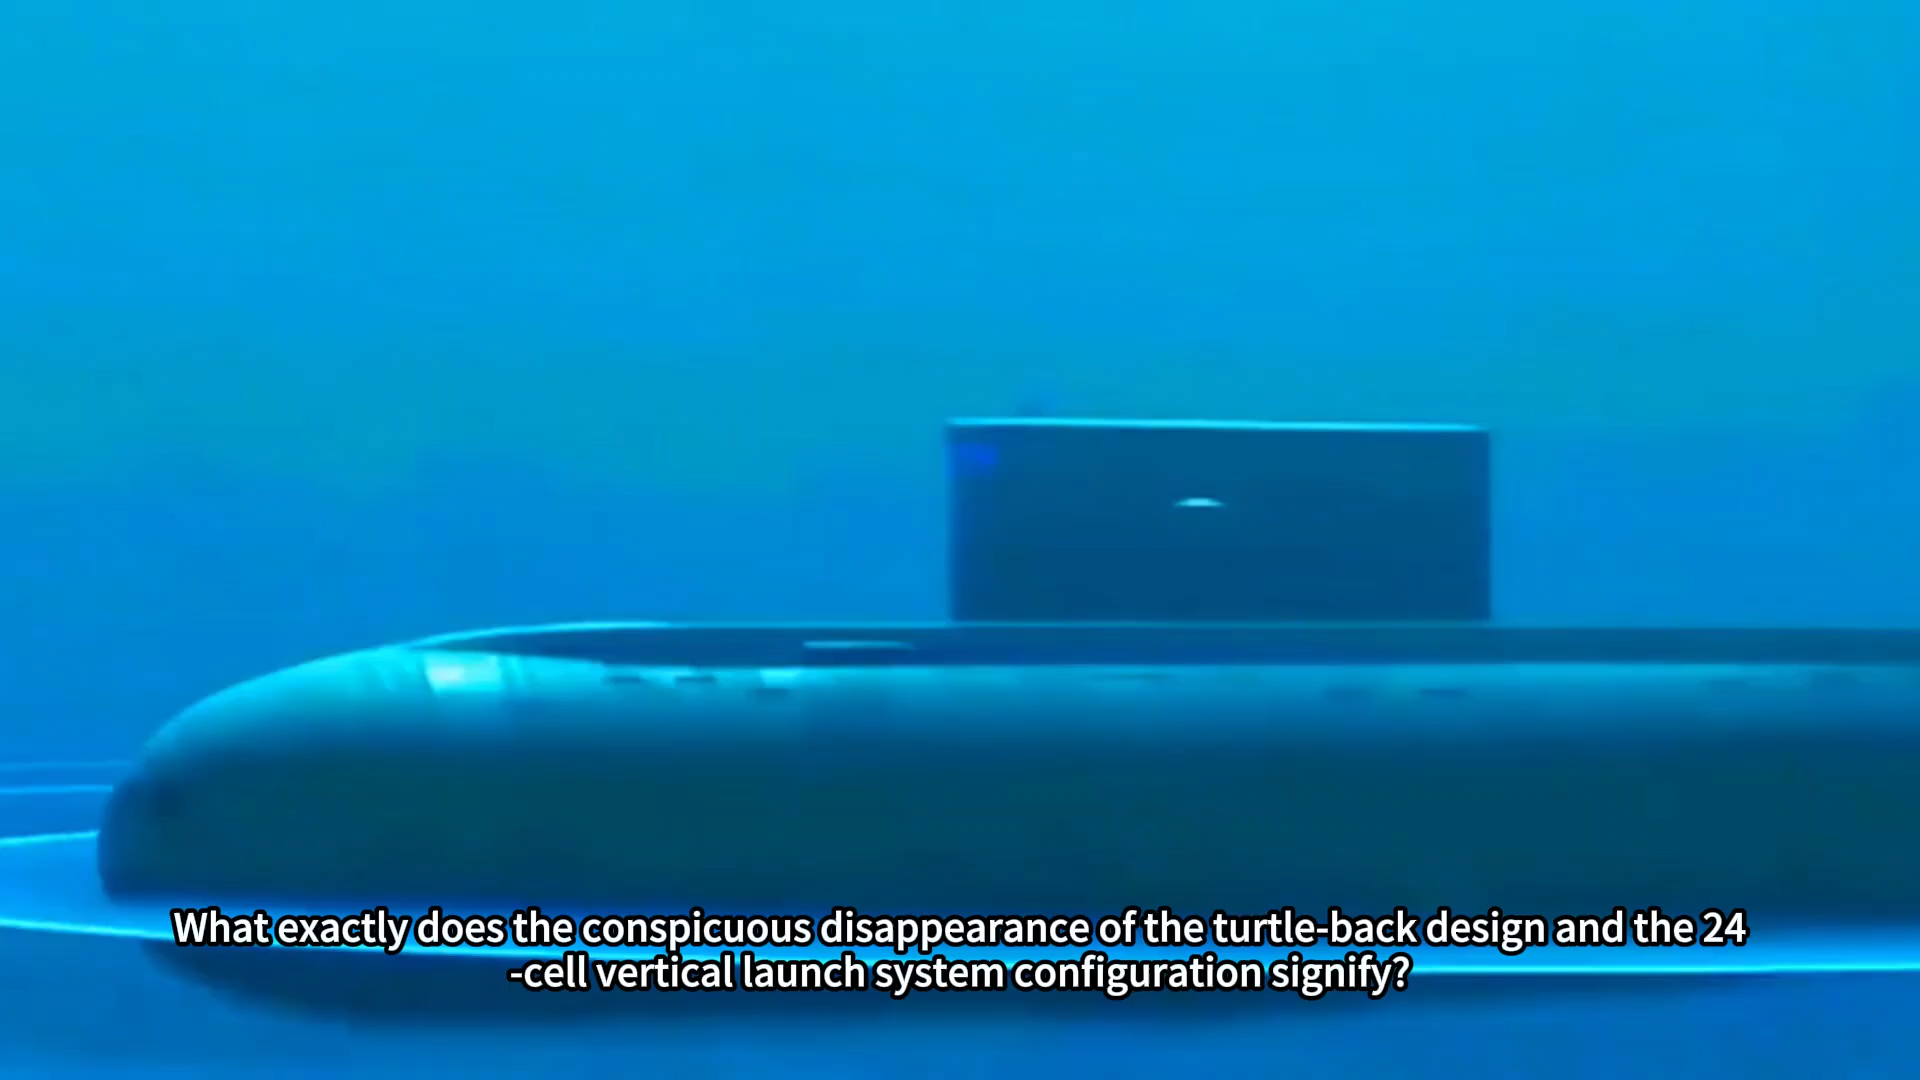 What exactly does the conspicuous disappearance of the turtle-back design and the 24
-cell vertical launch system configuration signify?